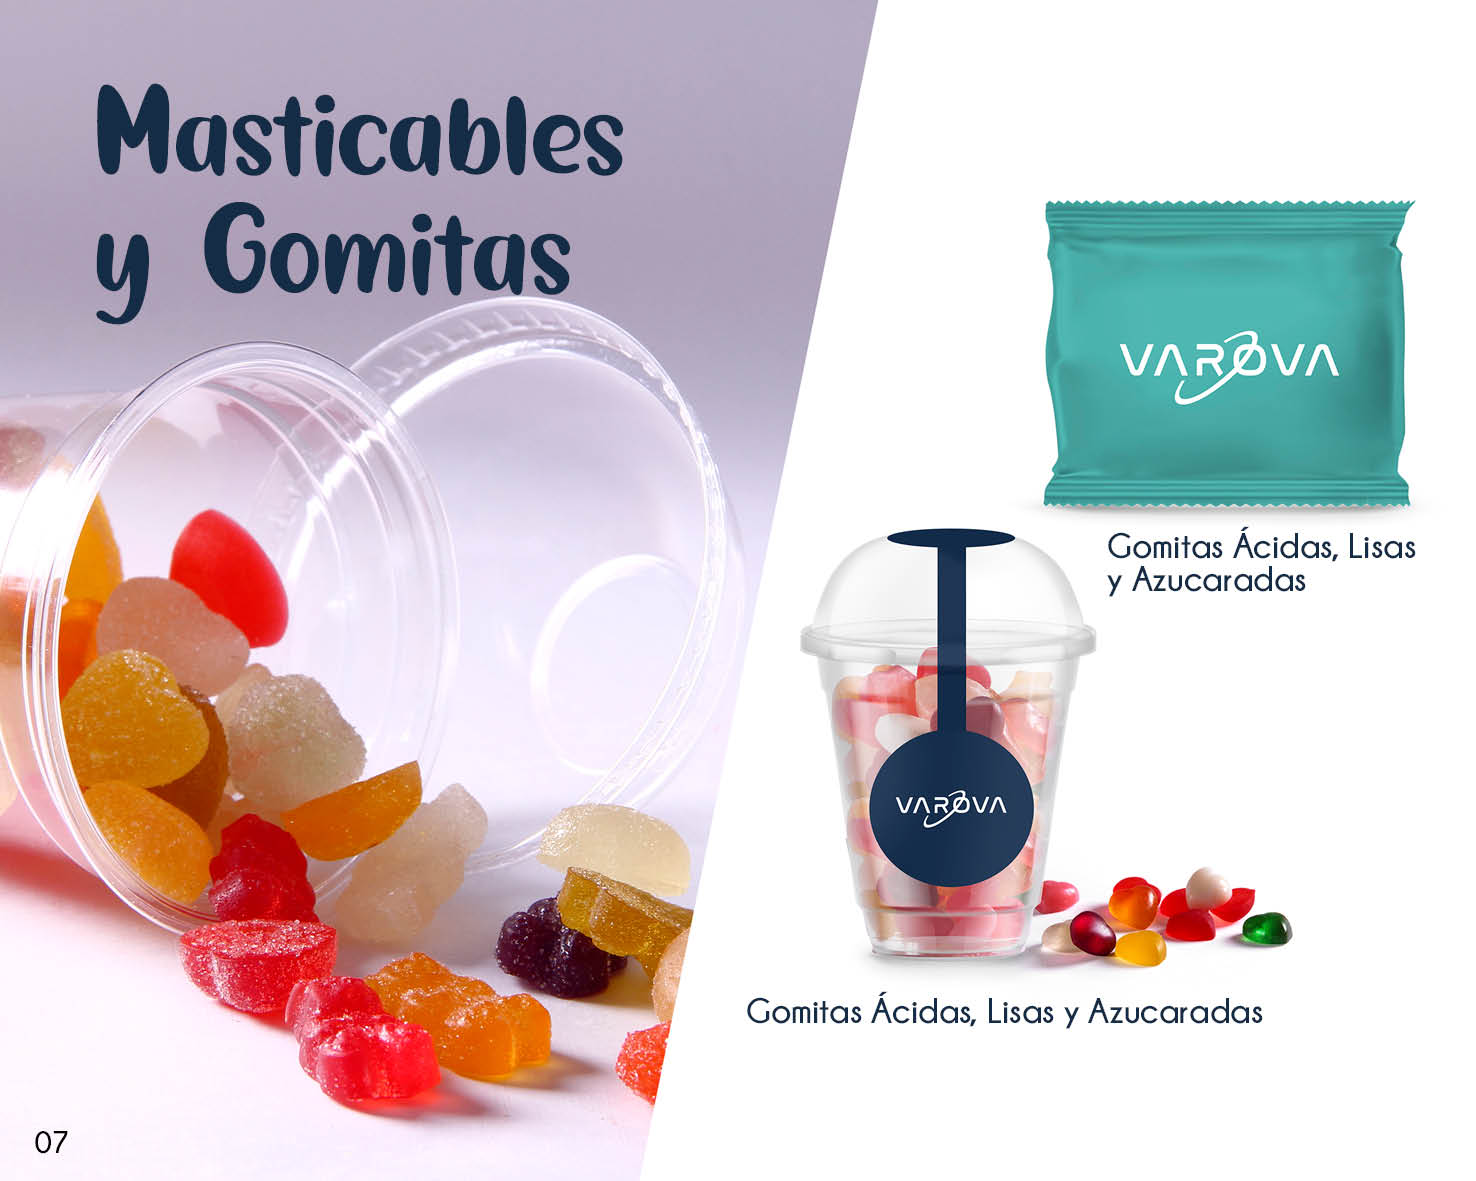 Masticables
y Gomitas
VAROVA
Gomitas Ácidas, Lisas
y Azucaradas
VAROVA
Gomitas Ácidas, Lisas y Azucaradas
07